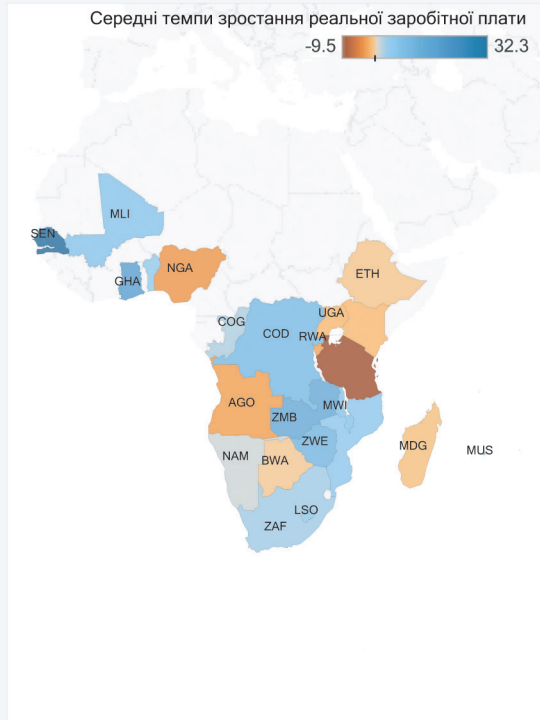 Середні темпи зростання реальної заробітної плати
-9.5 32.3
MLI
SEN
NGA
GHA
ETH
COG
UGA
COD
RWA
AGO
MWI
ZMB
ZWE
MDG
MUS
NAM
BWA
LSO
ZAF